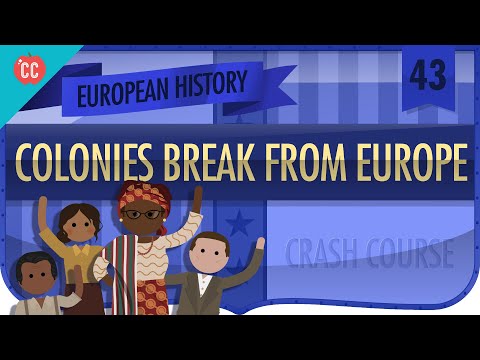 CC
EUROPEAN HISTORY
43
COLONIES BREAK FROM EUROPE
CRASH COURSE